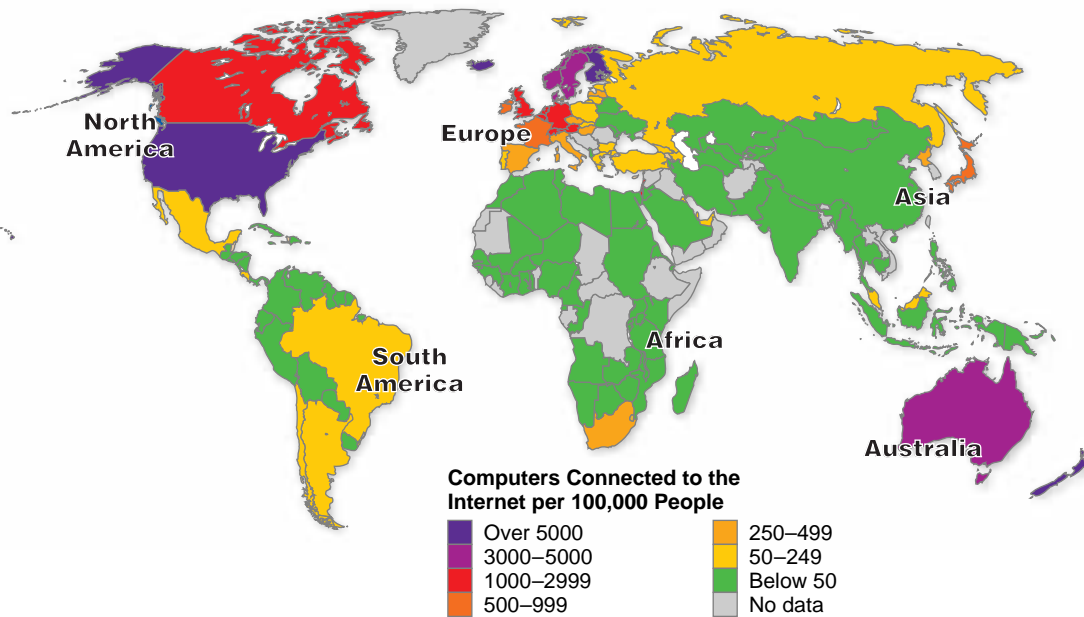 North
America
Europe
Asia
South
America
Africa
Australia
Computers Connected to the
Internet per 100,000 People
Over 5000
3000–5000
1000–2999
500–999
250–499
50–249
Below 50
No data